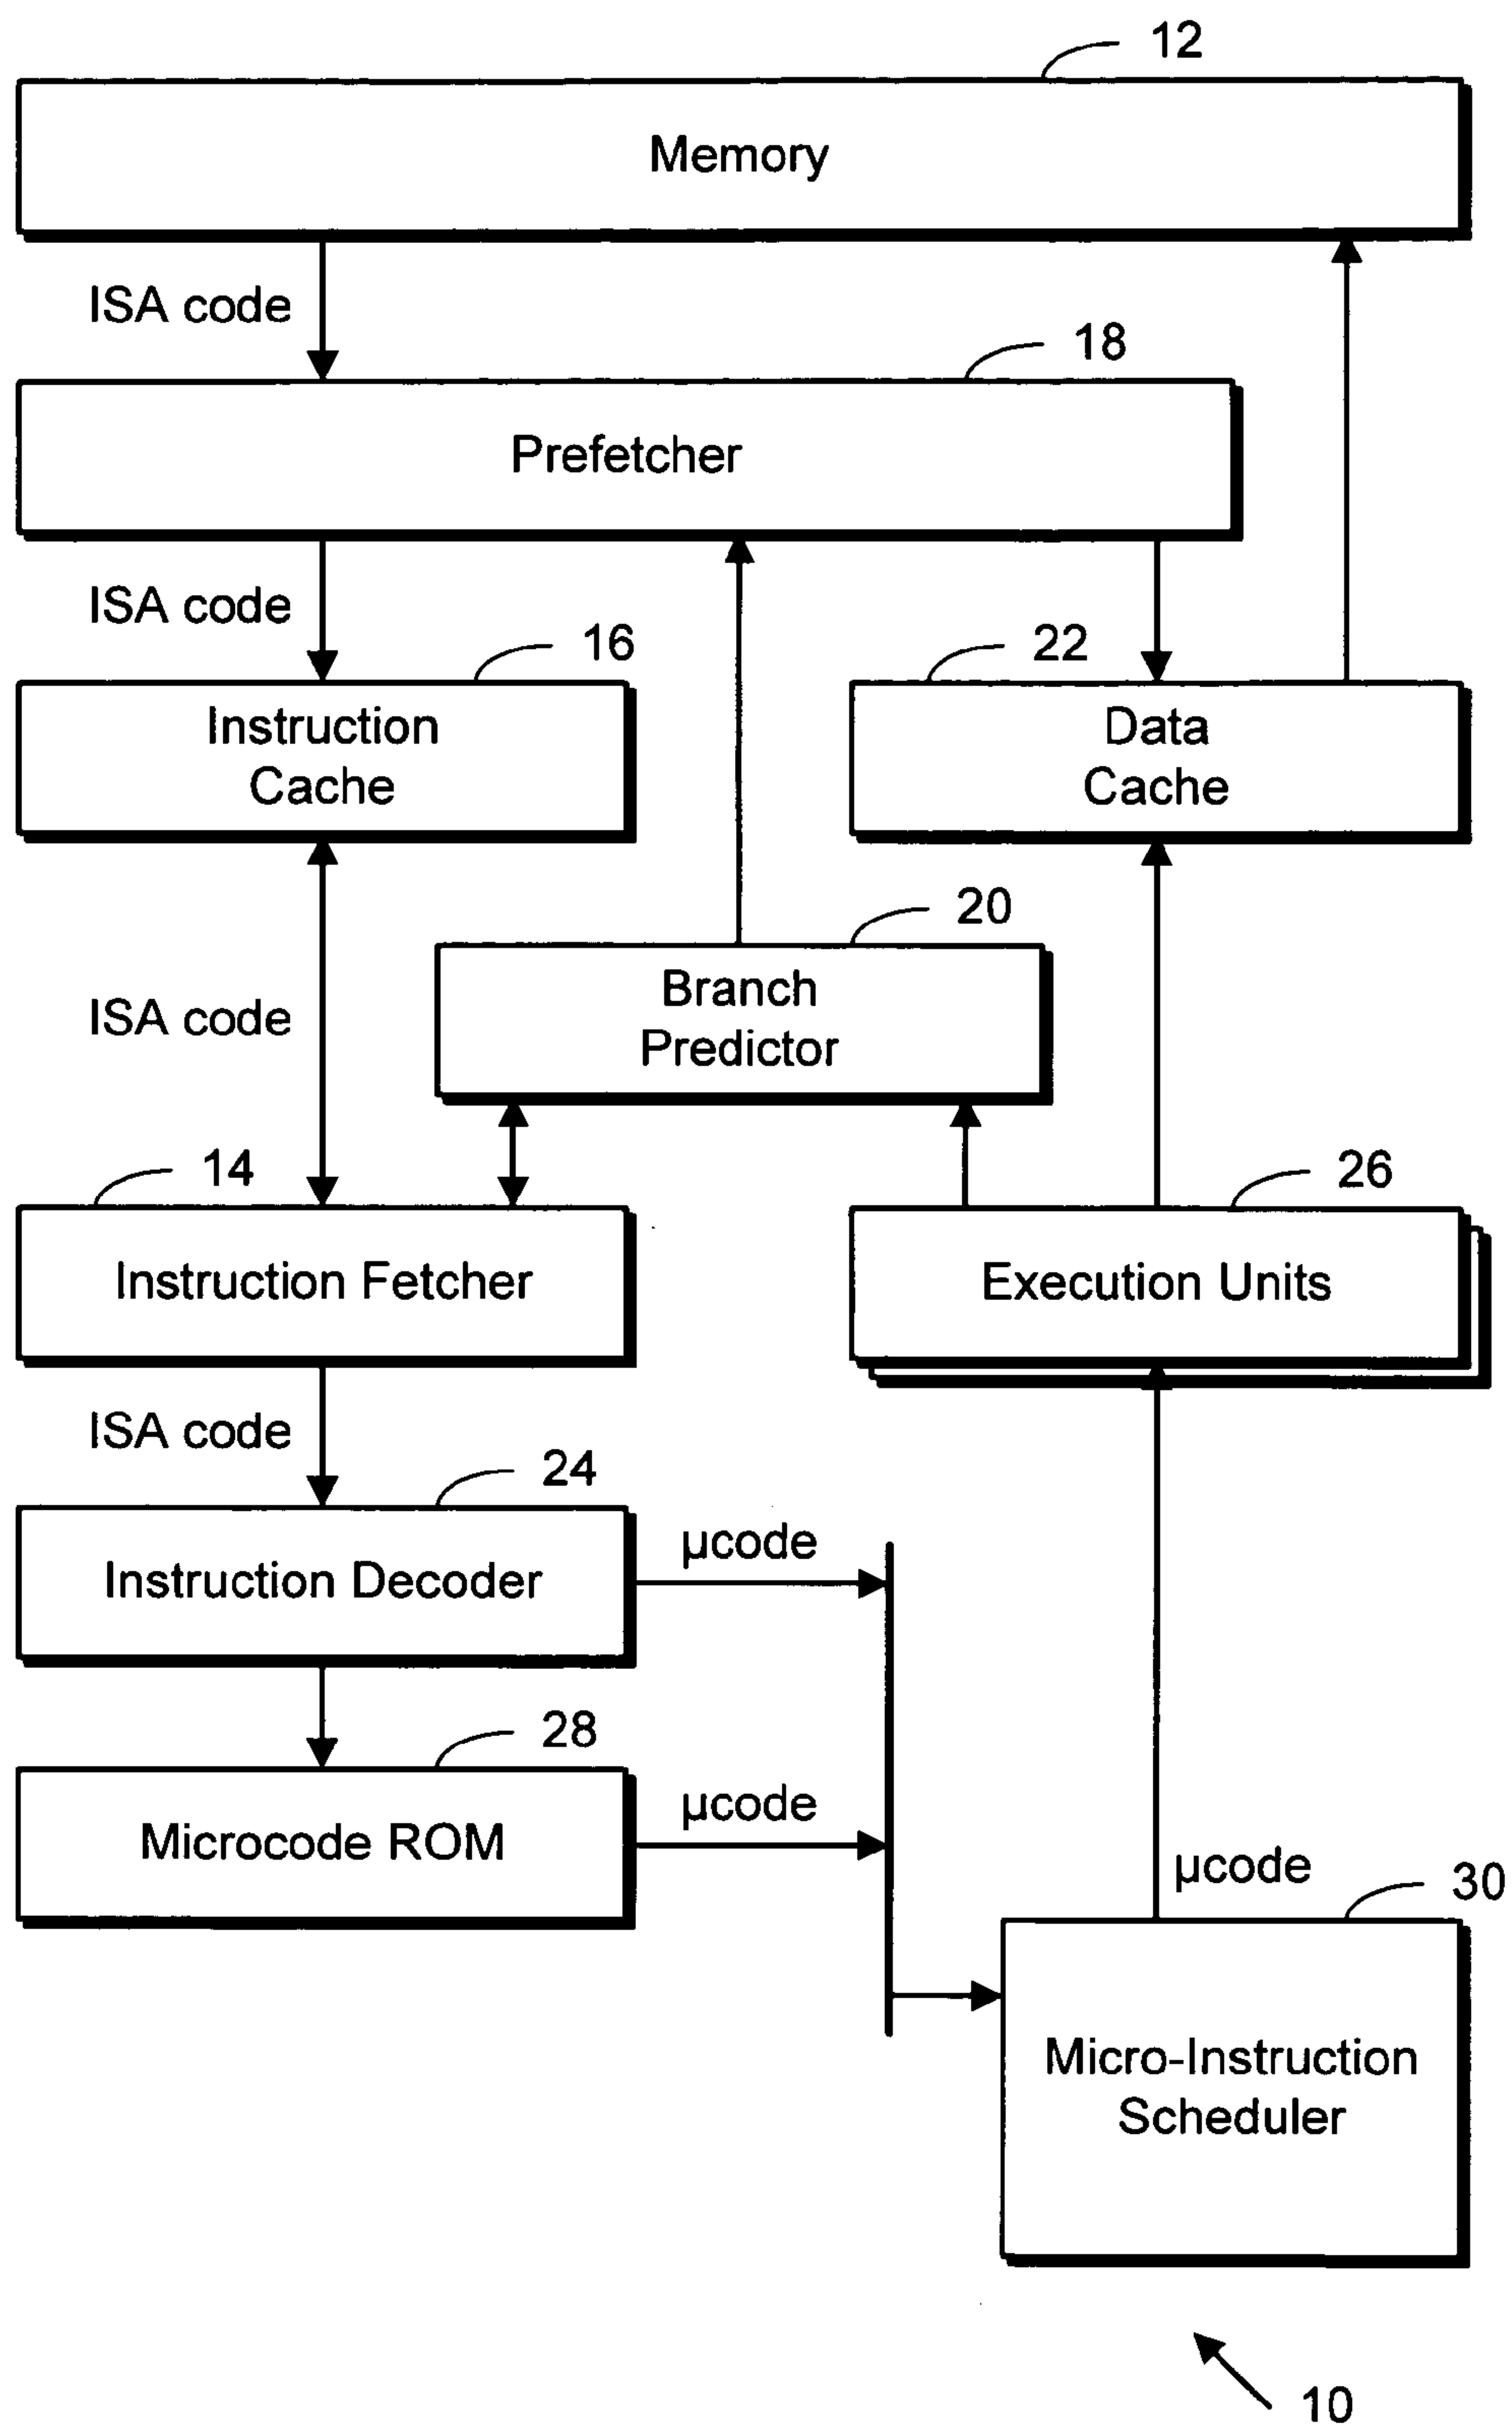 12
Memory
ISA code
18
Prefetcher
ISA code
16
22
Instruction
Cache
Data
Cache
20
ISA code
Branch
Predictor
14
26
Instruction Fetcher
Execution Units
ISA code
24
µcode
Instruction Decoder
28
µcode
Microcode ROM
µcode
30
Micro-Instruction
Scheduler
10